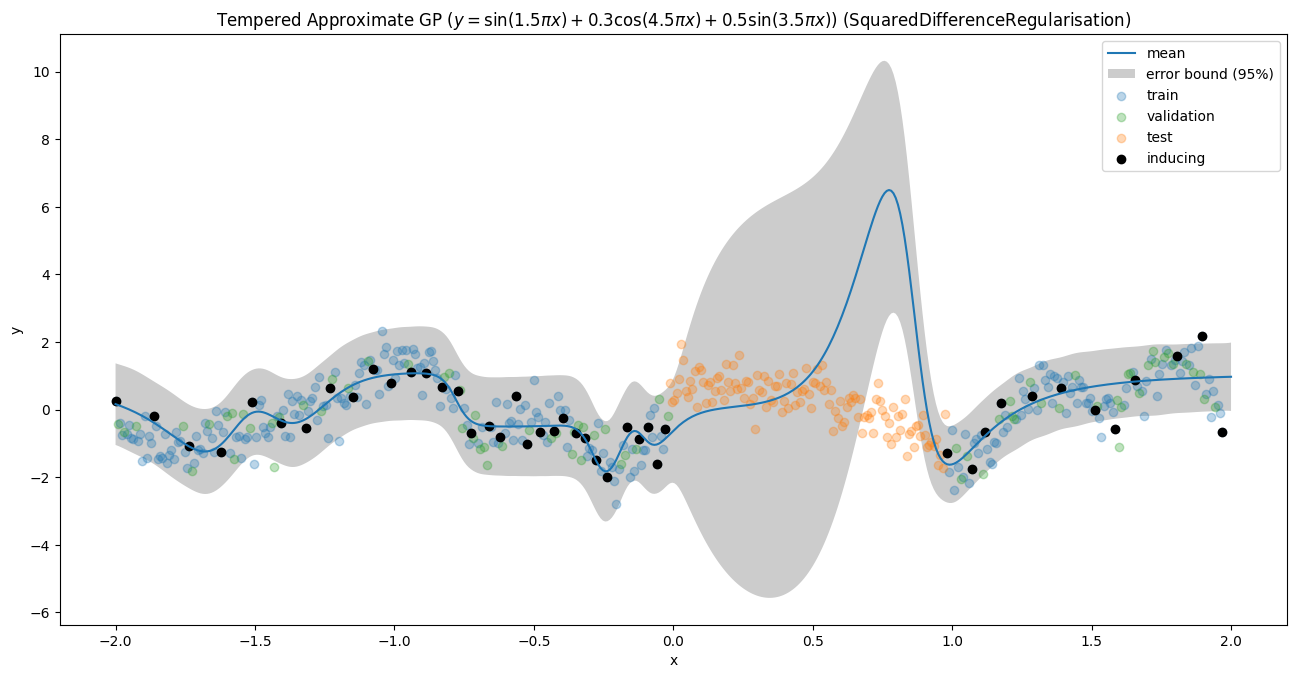 Tempered Approximate GP (y = sin(1.5πx) + 0.3cos(4.5πx) + 0.5sin(3.5πx)) (SquaredDifferenceRegularisation)
mean
error bound (95%)
train
validation
test
inducing
10
8
6
4
2
0
−2
−4
−6
y
−2.0 −1.5 −1.0 −0.5 0.0 0.5 1.0 1.5 2.0
x